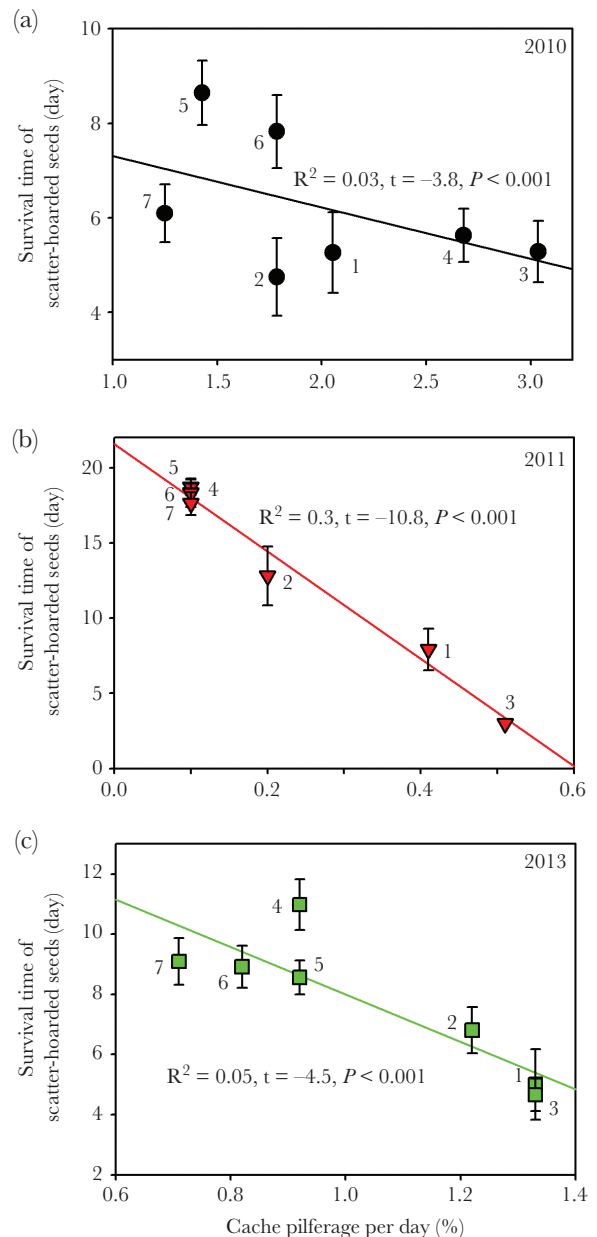 (a)
2010
10
8
6
4
5
6
7
2
1
4
3
R² = 0.03, t = –3.8, P < 0.001
Survival time of
scatter-hoarded seeds (day)
1.0 1.5 2.0 2.5 3.0
(b)
2011
20
15
10
5
0
5
4
6
7
2
1
3
R² = 0.3, t = –10.8, P < 0.001
Survival time of
scatter-hoarded seeds (day)
0.0 0.2 0.4 0.6
(c)
2013
12
10
8
6
4
2
4
7
6
5
2
1
3
R² = 0.05, t = –4.5, P < 0.001
Survival time of
scatter-hoarded seeds (day)
0.6 0.8 1.0 1.2 1.4
Cache pilferage per day (%)